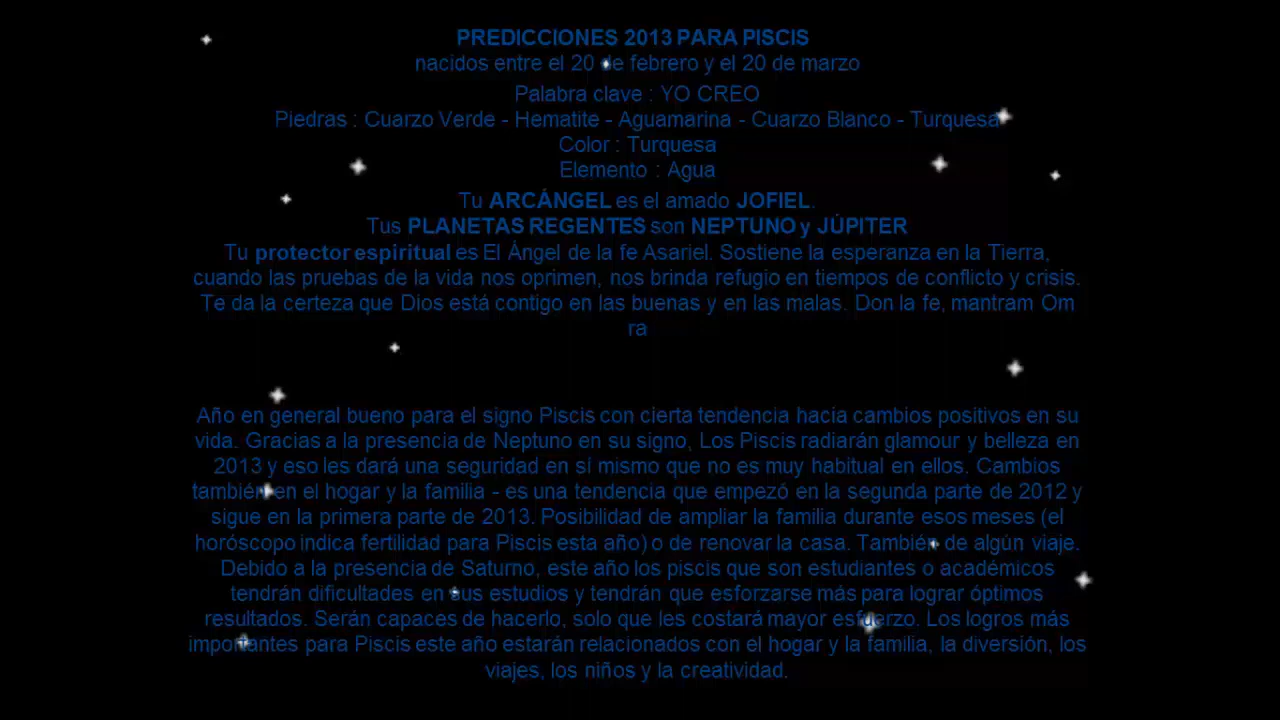 PREDICCIONES 2013 PARA PISCIS
nacidos entre el 20 de febrero y el 20 de marzo
Palabra clave : YO CREO
Piedras : Cuarzo Verde - Hematite - Aguamarina - Cuarzo Blanco - Turquesa
Color : Turquesa
Elemento : Agua
Tu ARCÁNGEL es el amado JOFIEL.
Tus PLANETAS REGENTES son NEPTUNO y JÚPITER
Tu protector espiritual es El Ángel de la fe Asariel. Sostiene la esperanza en la Tierra,
cuando las pruebas de la vida nos oprimen, nos brinda refugio en tiempos de conflicto y crisis.
Te da la certeza que Dios está contigo en las buenas y en las malas. Don la fe, mantram Om
ra
Año en general bueno para el signo Piscis con cierta tendencia hacia cambios positivos en su
vida. Gracias a la presencia de Neptuno en su signo, Los Piscis radiarán glamour y belleza en
2013 y eso les dará una seguridad en sí mismo que no es muy habitual en ellos. Cambios
también en el hogar y la familia - es una tendencia que empezó en la segunda parte de 2012 y
sigue en la primera parte de 2013. Posibilidad de ampliar la familia durante esos meses (el
horóscopo indica fertilidad para Piscis esta año) o de renovar la casa. También de algún viaje.
Debido a la presencia de Saturno, este año los piscis que son estudiantes o académicos
tendrán dificultades en sus estudios y tendrán que esforzarse más para lograr óptimos
resultados. Serán capaces de hacerlo, solo que les costará mayor esfuerzo. Los logros más
importantes para Piscis este año estarán relacionados con el hogar y la familia, la diversión, los
viajes, los niños y la creatividad.